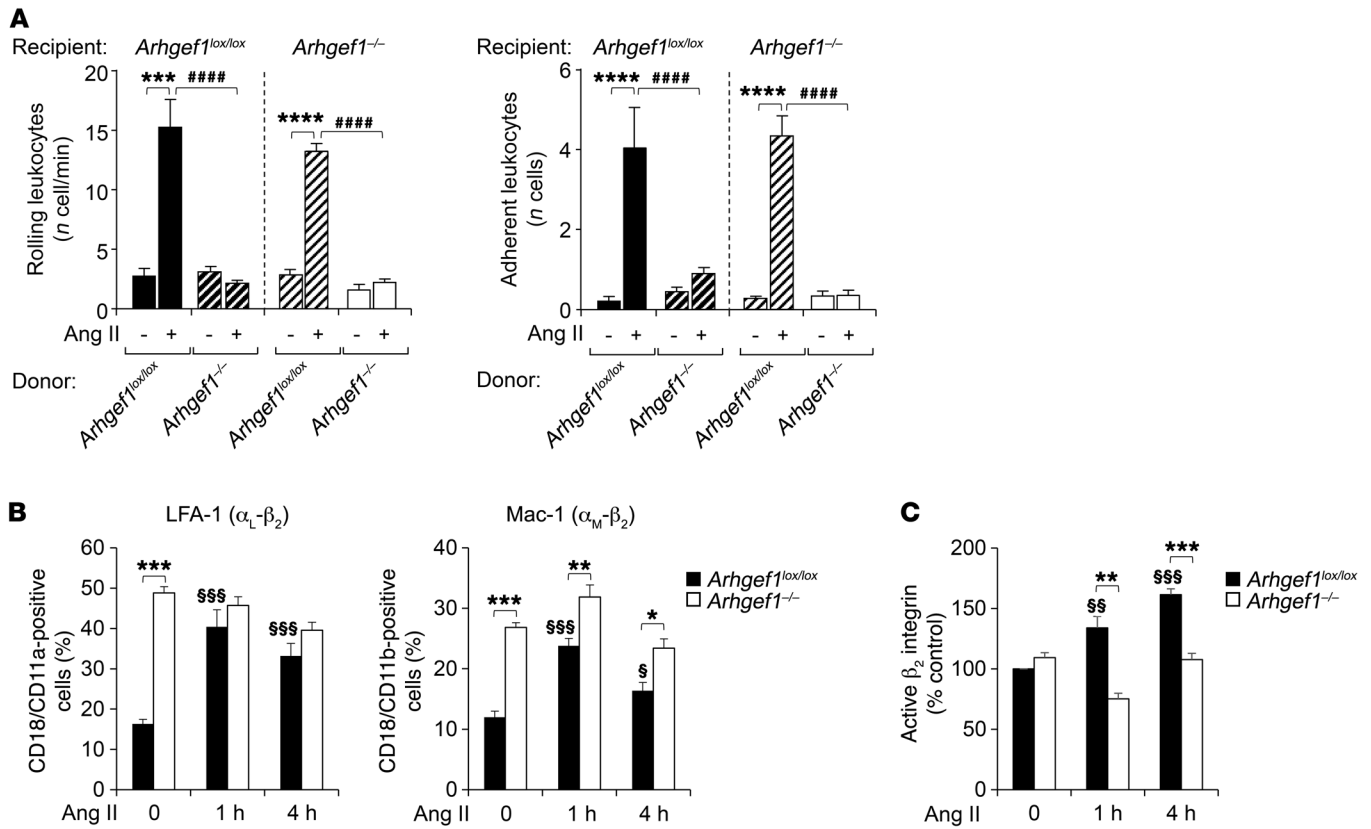 A
Recipient: Arhgef1lox/lox Arhgef1–/–
Rolling leukocytes
(n cell/min)
20
15
10
5
0
*** ####
**** ####
Ang II - + - + - + - +
Donor: Arhgef1lox/lox Arhgef1–/– Arhgef1lox/lox Arhgef1–/–
Recipient: Arhgef1lox/lox Arhgef1–/–
Adherent leukocytes
(n cells)
6
4
2
0
**** ####
**** ####
Ang II - + - + - + - +
Donor: Arhgef1lox/lox Arhgef1–/– Arhgef1lox/lox Arhgef1–/–
B
LFA-1 (αL-β2)
CD18/CD11a-positive
cells (%)
60
50
40
30
20
10
0
***
§§§
§§§
Ang II 0 1 h 4 h
Mac-1 (αM-β2)
CD18/CD11b-positive
cells (%)
40
30
20
10
0
***
**
§§§
*
§
Ang II 0 1 h 4 h
Arhgef1lox/lox
Arhgef1–/–
C
Active β2 integrin
(% control)
200
150
100
50
0
**
§§
***
§§§
Ang II 0 1 h 4 h
Arhgef1lox/lox
Arhgef1–/–